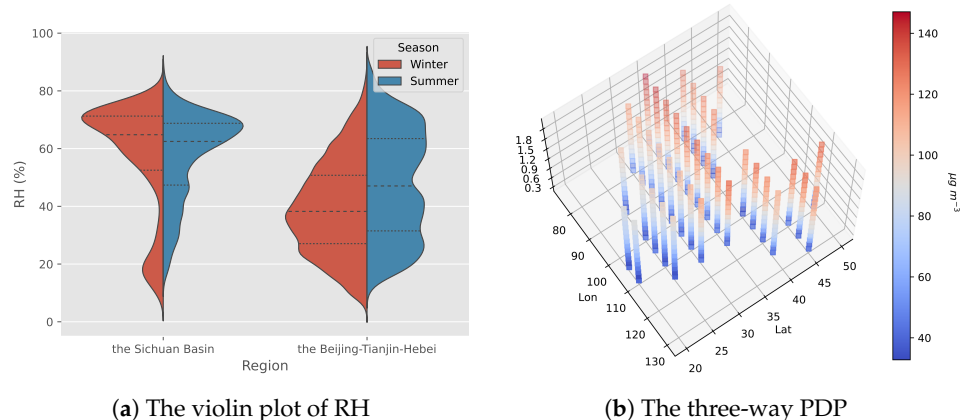 100
80
60
40
20
0
RH (%)
Season
Winter
Summer
the Sichuan Basin
the Beijing-Tianjin-Hebei
Region
(a) The violin plot of RH
1.8
1.5
1.2
0.9
0.6
0.3
80
90
100
110
120
130
Lon
20
25
30
35
40
45
50
Lat
140
120
100
80
60
40
μg m⁻³
(b) The three-way PDP